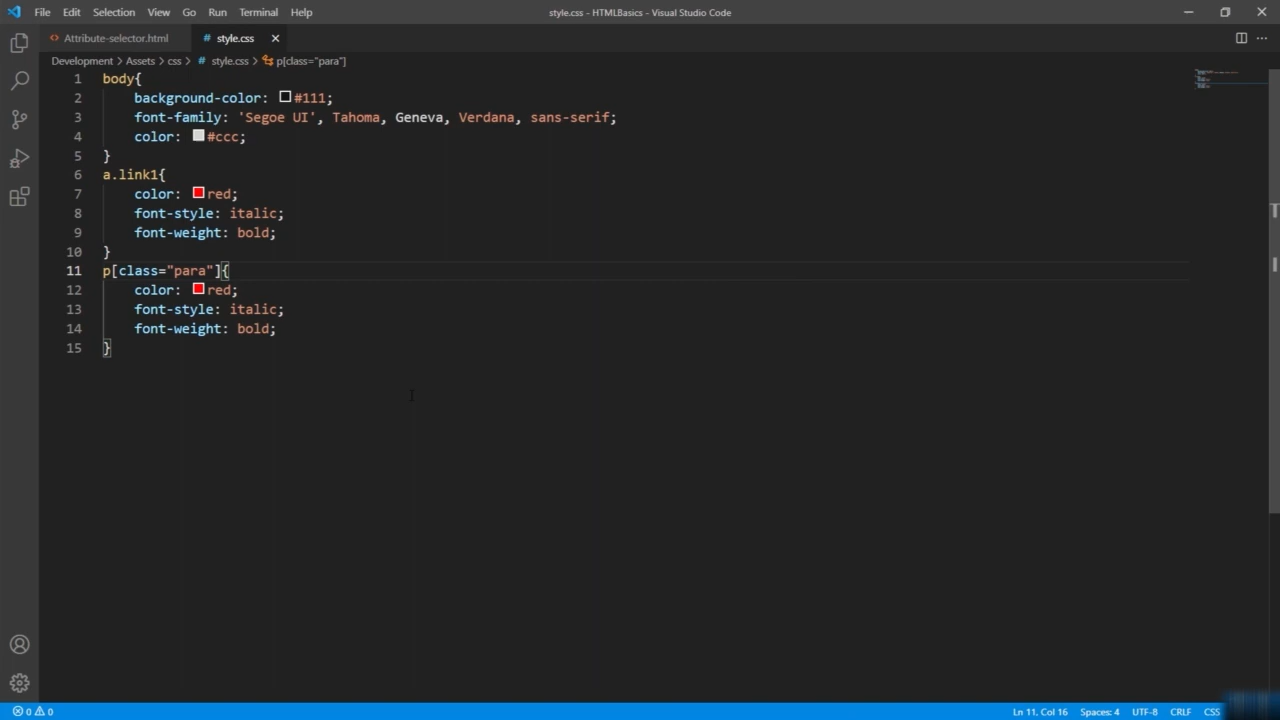 File Edit Selection View Go Run Terminal Help
style.css - HTMLBasics - Visual Studio Code
Attribute-selector.html
# style.css
Development > Assets > css > # style.css > p[class="para"]
1 body{
2 background-color: #111;
3 font-family: 'Segoe UI', Tahoma, Geneva, Verdana, sans-serif;
4 color: #ccc;
5 }
6 a.link1{
7 color: red;
8 font-style: italic;
9 font-weight: bold;
10 }
11 p[class="para"]{
12 color: red;
13 font-style: italic;
14 font-weight: bold;
15 }
0 0
Ln 11, Col 16 Spaces: 4 UTF-8 CRLF CSS